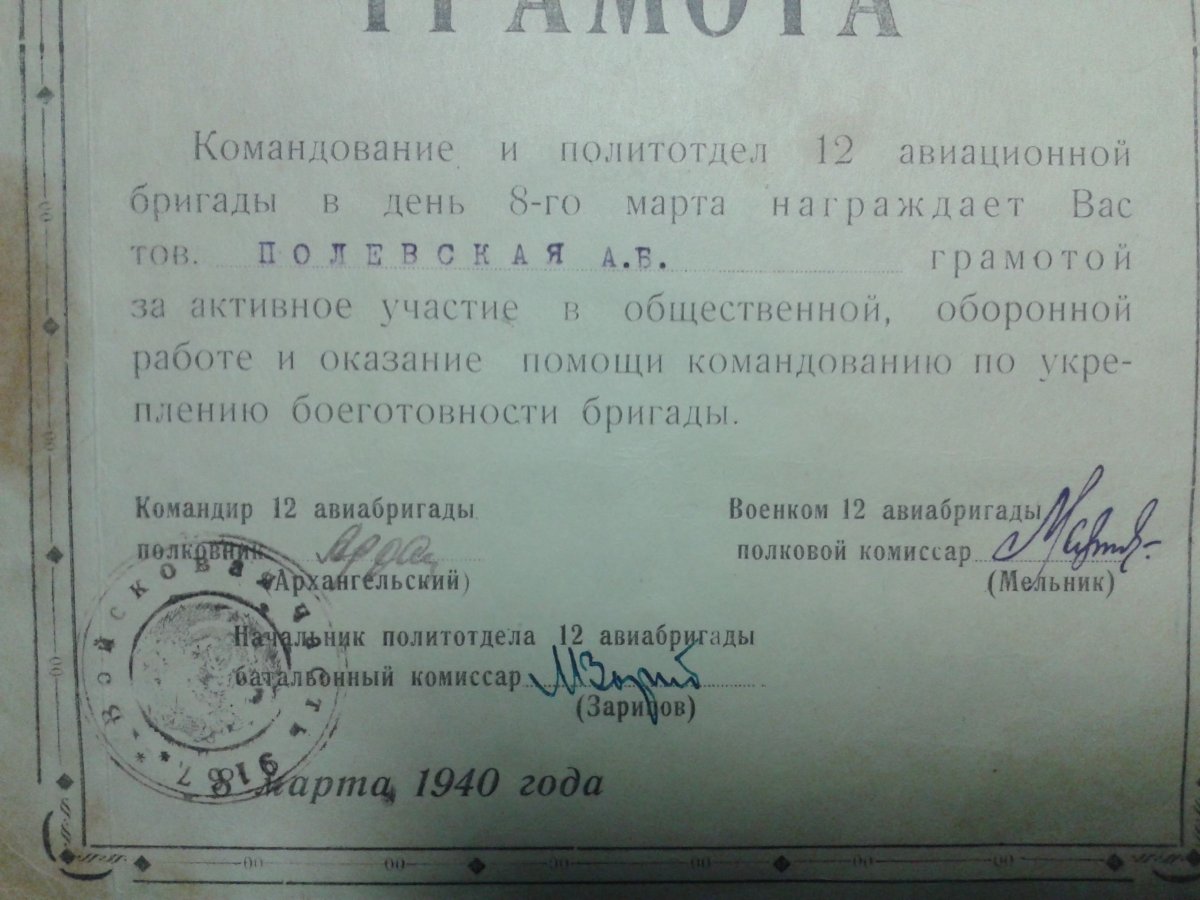 ГРАМОТА
Командование и политотдел 12 авиационной
бригады в день 8-го марта награждает Вас
тов. ПОЛЕВСКАЯ А.Б. грамотой
за активное участие в общественной, оборонной
работе и оказание помощи командованию по укре-
плению боеготовности бригады.
Командир 12 авиабригады
полковник
(Архангельский)
Военком 12 авиабригады
полковой комиссар
(Мельник)
Начальник политотдела 12 авиабригады
батальонный комиссар
(Зарипов)
8 марта 1940 года
Войсковая часть